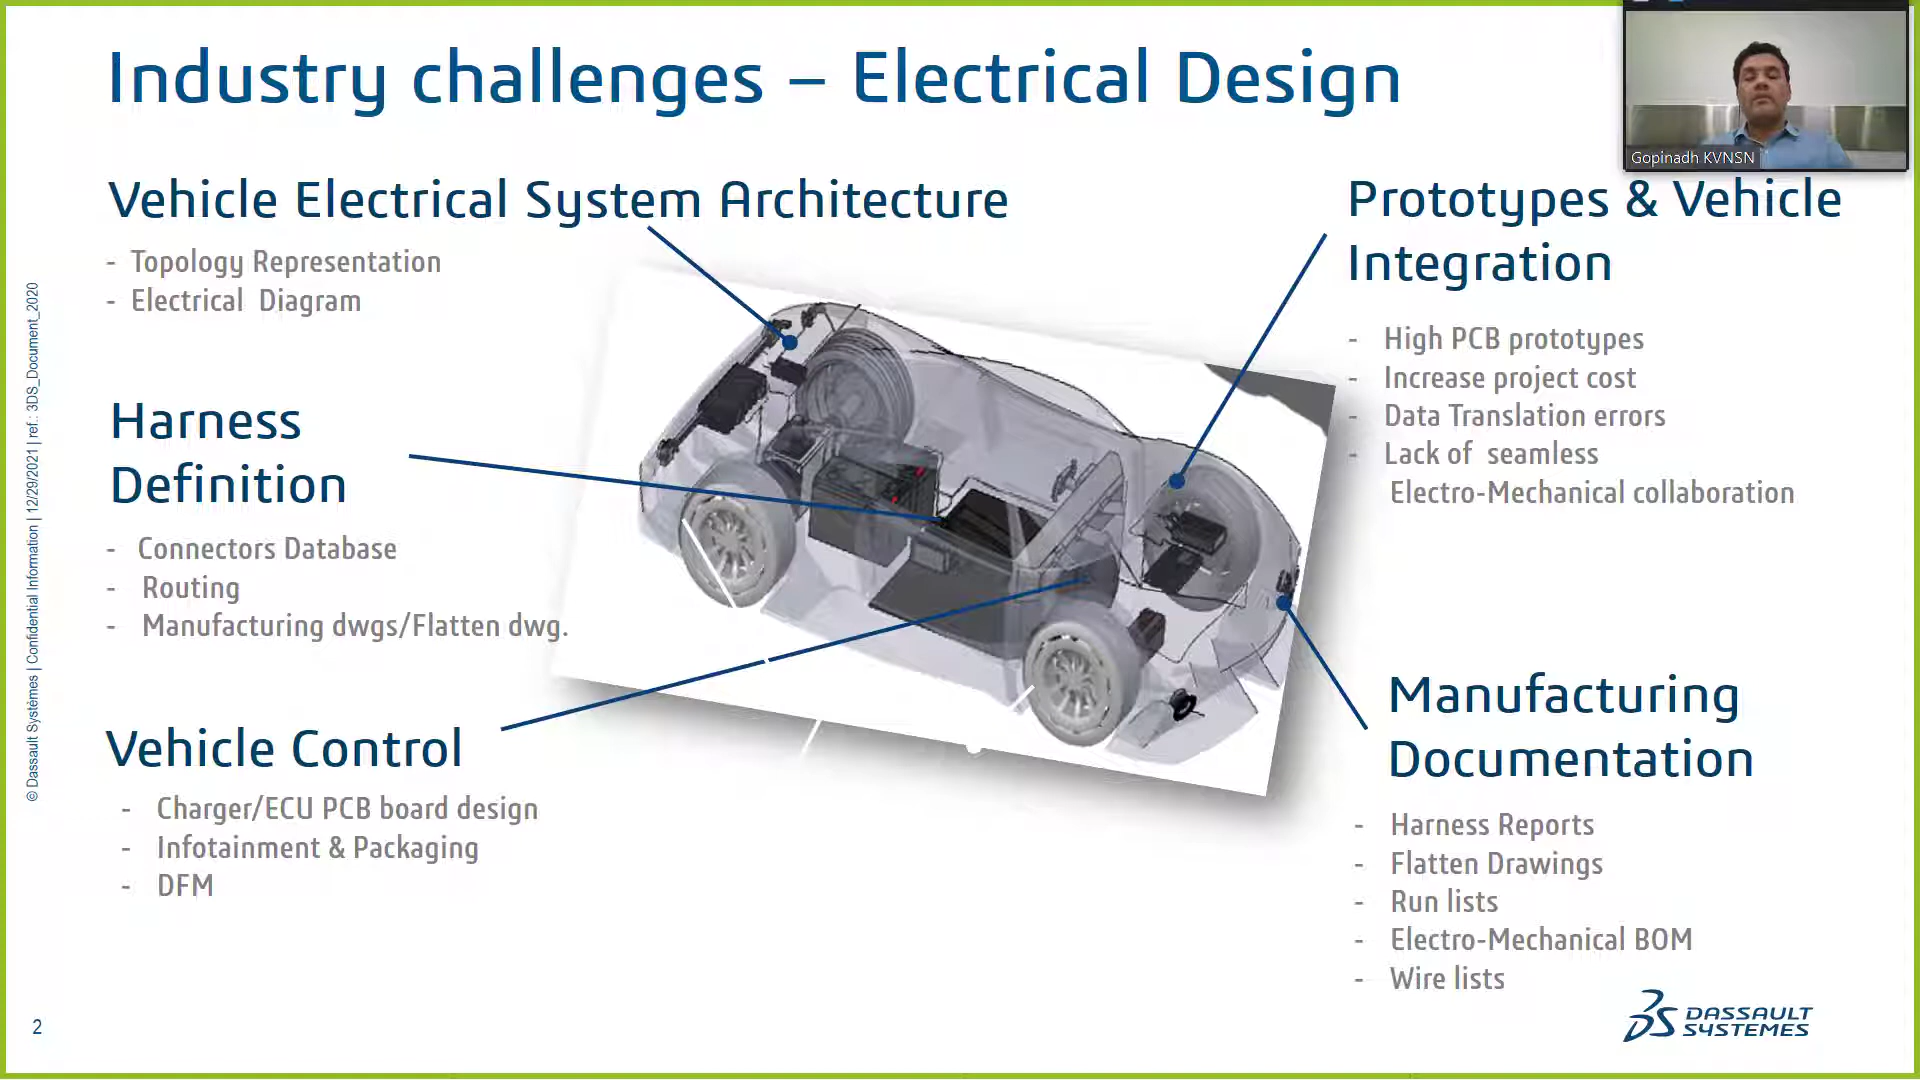 Industry challenges – Electrical Design
Gopinadh KVNSN
Vehicle Electrical System Architecture
- Topology Representation
- Electrical Diagram
Harness
Definition
- Connectors Database
- Routing
- Manufacturing dwgs/Flatten dwg.
Vehicle Control
- Charger/ECU PCB board design
- Infotainment & Packaging
- DFM
Prototypes & Vehicle
Integration
- High PCB prototypes
- Increase project cost
- Data Translation errors
- Lack of seamless
Electro-Mechanical collaboration
Manufacturing
Documentation
- Harness Reports
- Flatten Drawings
- Run lists
- Electro-Mechanical BOM
- Wire lists
© Dassault Systèmes | Confidential Information | 12/29/2021 | ref.: 3DS_Document_2020
2
3DS DASSAULT
SYSTEMES